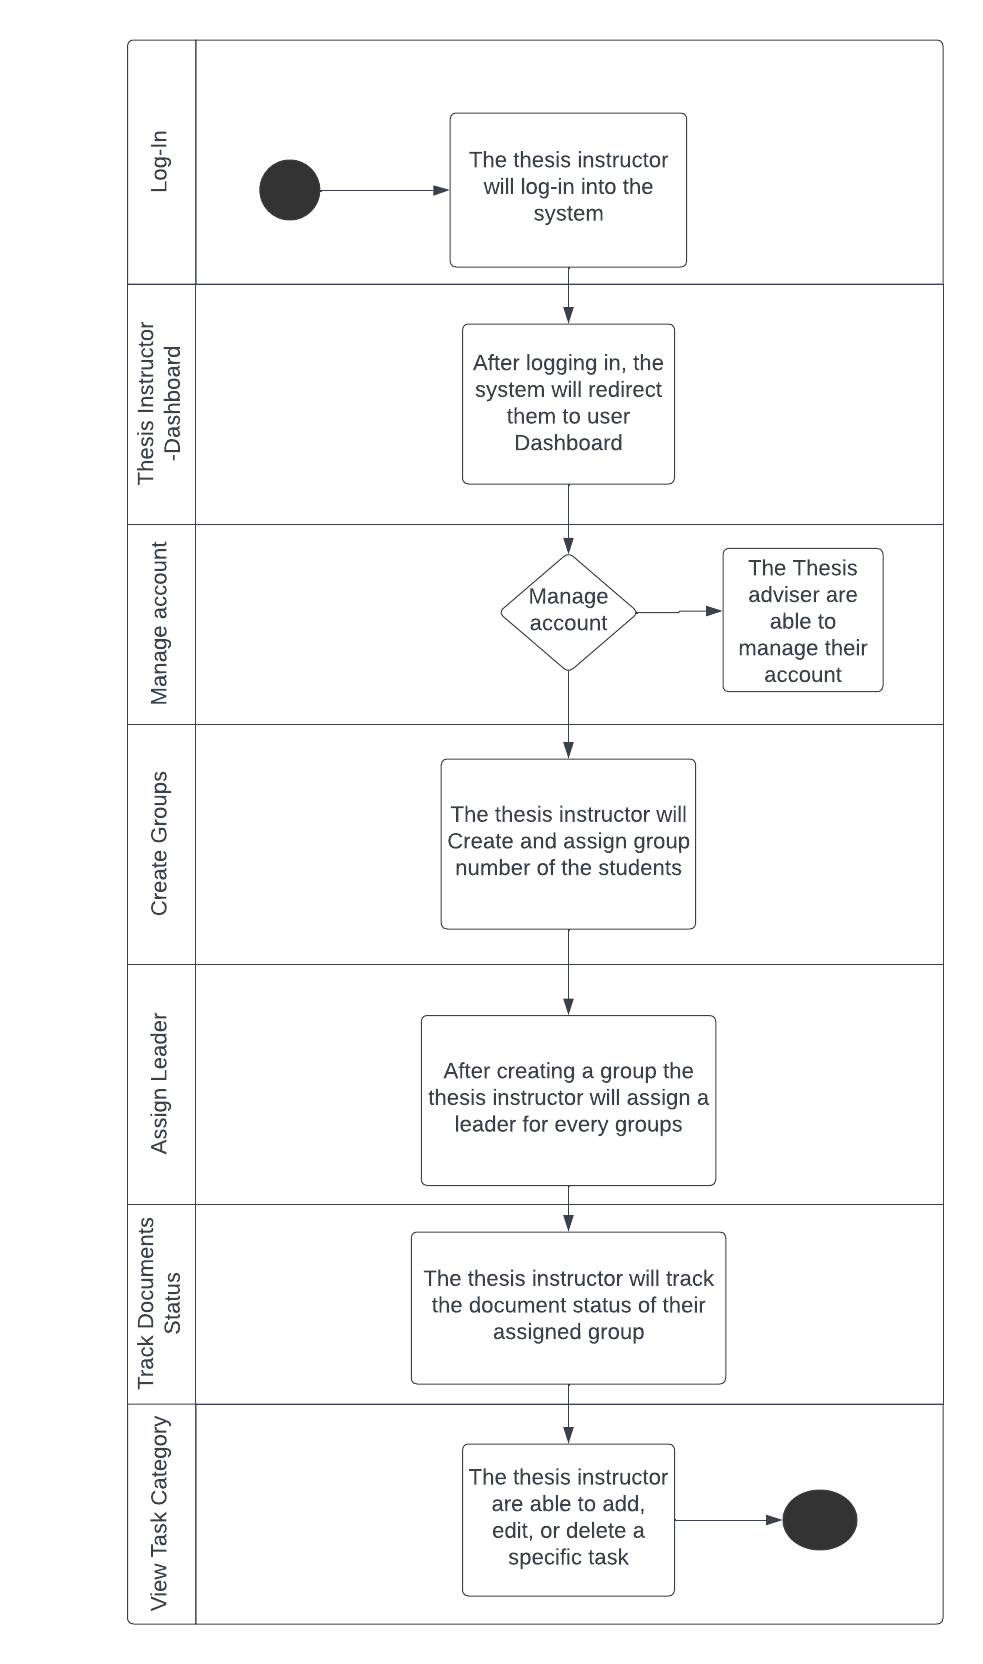 Log-In
The thesis instructor
will log-in into the
system
Thesis Instructor
-Dashboard
After logging in, the
system will redirect
them to user
Dashboard
Manage account
Manage
account
The Thesis
adviser are
able to
manage their
account
Create Groups
The thesis instructor will
Create and assign group
number of the students
Assign Leader
After creating a group the
thesis instructor will assign a
leader for every groups
Track Documents
Status
The thesis instructor will track
the document status of their
assigned group
View Task Category
The thesis instructor
are able to add,
edit, or delete a
specific task